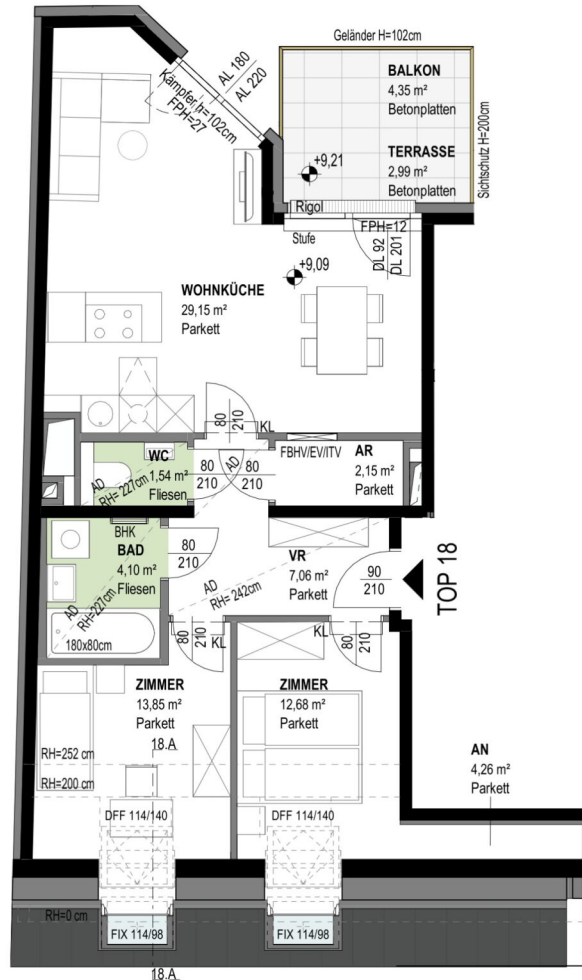 Geländer H=102cm
AL 180
AL 220
Kämpfer h=102cm
FPH=27
BALKON
4,35 m²
Betonplatten
TERRASSE
2,99 m²
Betonplatten
Sichtschutz H=200cm
+9,21
Rigol
Stufe
FPH=12
DL 92
DL 201
+9,09
WOHNKÜCHE
29,15 m²
Parkett
80
210
KL
WC
1,54 m²
Fliesen
AD
RH= 227cm
80
210
AD
80
210
FBHV/EV/ITV
AR
2,15 m²
Parkett
BHK
BAD
4,10 m²
Fliesen
AD
RH=227cm
180x80cm
80
210
VR
7,06 m²
Parkett
AD
RH= 242cm
90
210
TOP 18
80
210
KL
KL
80
210
ZIMMER
13,85 m²
Parkett
18.A
ZIMMER
12,68 m²
Parkett
AN
4,26 m²
Parkett
RH=252 cm
RH=200 cm
DFF 114/140
DFF 114/140
RH=0 cm
FIX 114/98
FIX 114/98
18.A